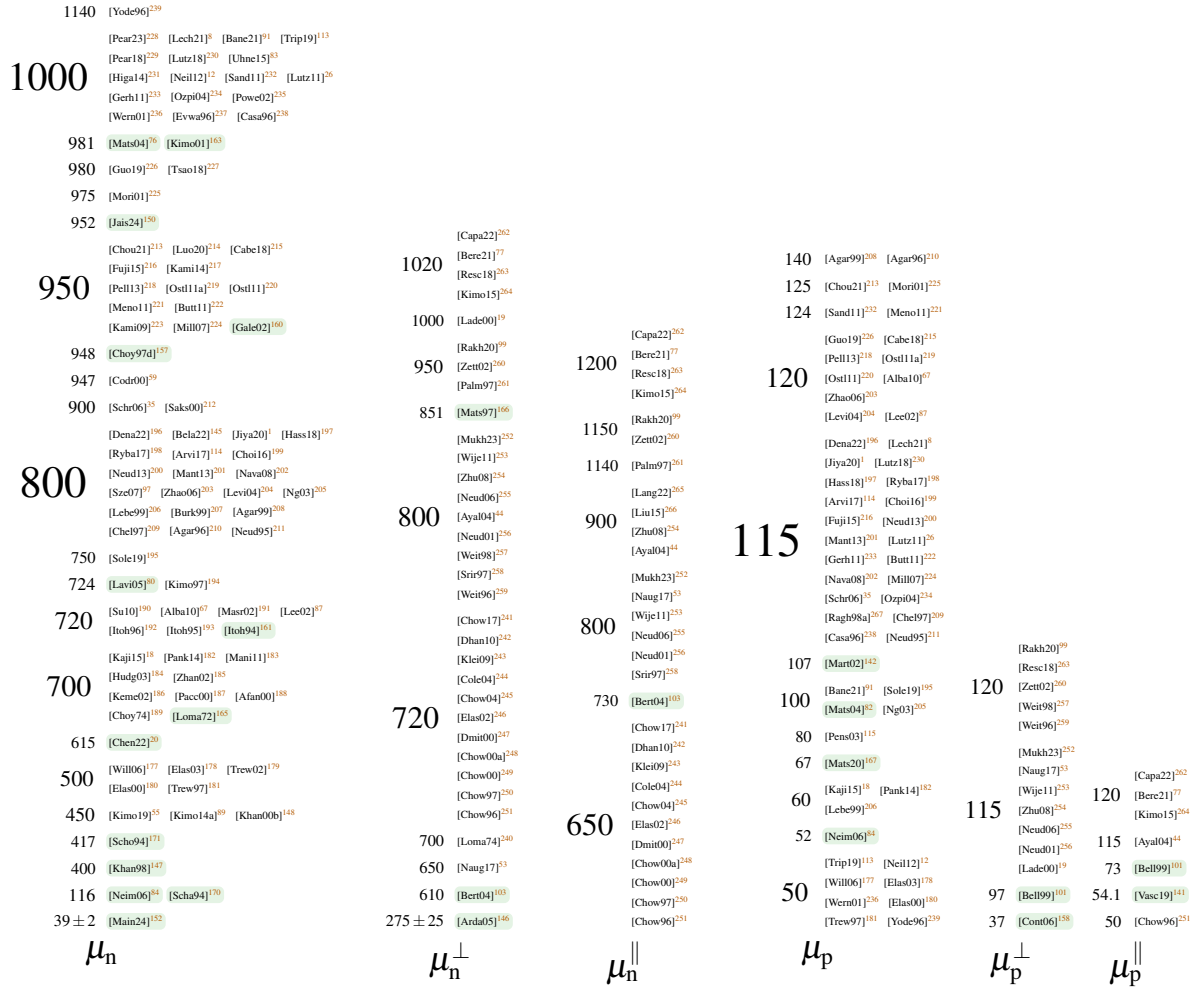 1140 [Yode96]239
1000 [Pear23]228 [Lech21]8 [Bane21]91 [Trip19]113
[Pear18]229 [Lutz18]230 [Uhne15]83
[Higa14]231 [Neil12]12 [Sand11]232 [Lutz11]26
[Gerh11]233 [Ozpi04]234 [Powe02]235
[Wern01]236 [Evwa96]237 [Casa96]238
981 [Mats04]76 [Kimo01]163
980 [Guo19]226 [Tsao18]227
975 [Mori01]225
952 [Jais24]150
950 [Chou21]213 [Luo20]214 [Cabe18]215
[Fuji15]216 [Kami14]217
[Pell13]218 [Ostl11a]219 [Ostl11]220
[Meno11]221 [Butt11]222
[Kami09]223 [Mill07]224 [Gale02]160
948 [Choy97d]157
947 [Codr00]59
900 [Schr06]35 [Saks00]212
800 [Dena22]196 [Bela22]145 [Jiya20]1 [Hass18]197
[Ryba17]198 [Arvi17]114 [Choi16]199
[Neud13]200 [Mant13]201 [Nava08]202
[Sze07]97 [Zhao06]203 [Levi04]204 [Ng03]205
[Lebe99]206 [Burk99]207 [Agar99]208
[Chel97]209 [Agar96]210 [Neud95]211
750 [Sole19]195
724 [Lavi05]80 [Kimo97]194
720 [Su10]190 [Alba10]67 [Masr02]191 [Lee02]87
[Itoh96]192 [Itoh95]193 [Itoh94]161
700 [Kaji15]18 [Pank14]182 [Mani11]183
[Hudg03]184 [Zhan02]185
[Keme02]186 [Pacc00]187 [Afan00]188
[Choy74]189 [Loma72]165
615 [Chen22]20
500 [Will06]177 [Elas03]178 [Trew02]179
[Elas00]180 [Trew97]181
450 [Kimo19]55 [Kimo14a]89 [Khan00b]148
417 [Scho94]171
400 [Khan98]147
116 [Neim06]84 [Scha94]170
39 ± 2 [Main24]152
μn
1020 [Capa22]262
[Bere21]77
[Resc18]263
[Kimo15]264
1000 [Lade00]19
950 [Rakh20]99
[Zett02]260
[Palm97]261
851 [Mats97]166
800 [Mukh23]252
[Wije11]253
[Zhu08]254
[Neud06]255
[Ayal04]44
[Neud01]256
[Weit98]257
[Srir97]258
[Weit96]259
720 [Chow17]241
[Dhan10]242
[Klei09]243
[Cole04]244
[Chow04]245
[Elas02]246
[Dmit00]247
[Chow00a]248
[Chow00]249
[Chow97]250
[Chow96]251
700 [Loma74]240
650 [Naug17]53
610 [Bert04]103
275 ± 25 [Arda05]146
μn⊥
1200 [Capa22]262
[Bere21]77
[Resc18]263
[Kimo15]264
1150 [Rakh20]99
[Zett02]260
1140 [Palm97]261
900 [Lang22]265
[Liu15]266
[Zhu08]254
[Ayal04]44
800 [Mukh23]252
[Naug17]53
[Wije11]253
[Neud06]255
[Neud01]256
[Srir97]258
730 [Bert04]103
650 [Chow17]241
[Dhan10]242
[Klei09]243
[Cole04]244
[Chow04]245
[Elas02]246
[Dmit00]247
[Chow00a]248
[Chow00]249
[Chow97]250
[Chow96]251
μn∥
140 [Agar99]208 [Agar96]210
125 [Chou21]213 [Mori01]225
124 [Sand11]232 [Meno11]221
120 [Guo19]226 [Cabe18]215
[Pell13]218 [Ostl11a]219
[Ostl11]220 [Alba10]67
[Zhao06]203
[Levi04]204 [Lee02]87
115 [Dena22]196 [Lech21]8
[Jiya20]1 [Lutz18]230
[Hass18]197 [Ryba17]198
[Arvi17]114 [Choi16]199
[Fuji15]216 [Neud13]200
[Mant13]201 [Lutz11]26
[Gerh11]233 [Butt11]222
[Nava08]202 [Mill07]224
[Schr06]35 [Ozpi04]234
[Ragh98a]267 [Chel97]209
[Casa96]238 [Neud95]211
107 [Mart02]142
100 [Bane21]91 [Sole19]195
[Mats04]82 [Ng03]205
80 [Pens03]115
67 [Mats20]167
60 [Kaji15]18 [Pank14]182
[Lebe99]206
52 [Neim06]84
50 [Trip19]113 [Neil12]12
[Will06]177 [Elas03]178
[Wern01]236 [Elas00]180
[Trew97]181 [Yode96]239
μp
120 [Rakh20]99
[Resc18]263
[Zett02]260
[Weit98]257
[Weit96]259
115 [Mukh23]252
[Naug17]53
[Wije11]253
[Zhu08]254
[Neud06]255
[Neud01]256
[Lade00]19
97 [Bell99]101
37 [Cont06]158
μp⊥
120 [Capa22]262
[Bere21]77
[Kimo15]264
115 [Ayal04]44
73 [Bell99]101
54.1 [Vasc19]141
50 [Chow96]251
μp∥